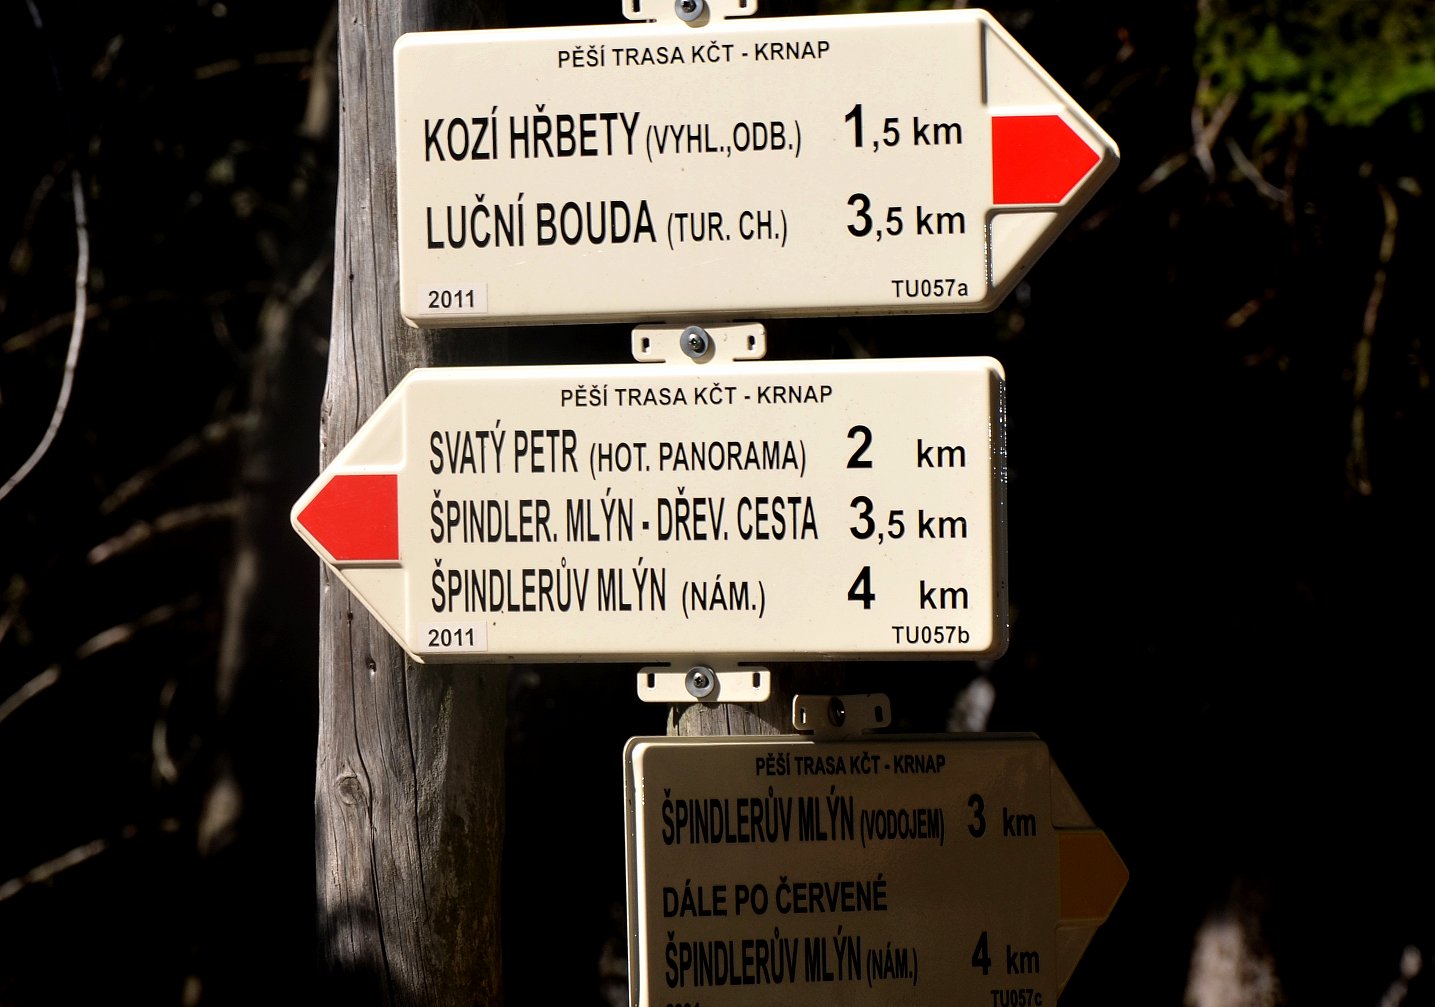 PĚŠÍ TRASA KČT - KRNAP
KOZÍ HŘBETY (VYHL.,ODB.) 1,5 km
LUČNÍ BOUDA (TUR. CH.) 3,5 km
2011 TU057a
PĚŠÍ TRASA KČT - KRNAP
SVATÝ PETR (HOT. PANORAMA) 2 km
ŠPINDLER. MLÝN - DŘEV. CESTA 3,5 km
ŠPINDLERŮV MLÝN (NÁM.) 4 km
2011 TU057b
PĚŠÍ TRASA KČT - KRNAP
ŠPINDLERŮV MLÝN (VODOJEM) 3 km
DÁLE PO ČERVENÉ
ŠPINDLERŮV MLÝN (NÁM.) 4 km
TU057c